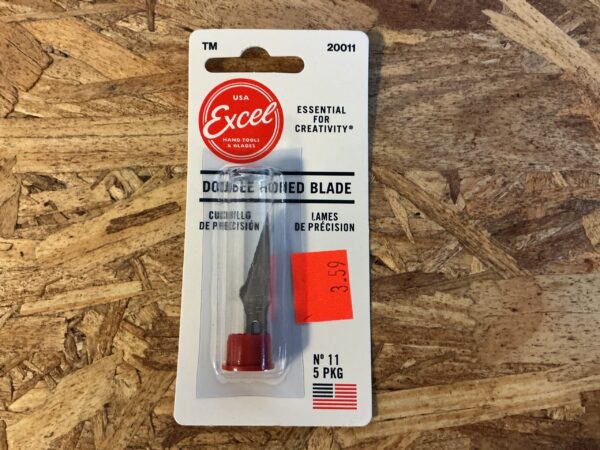 TM
20011
USA
Excel
HAND TOOLS
& BLADES
ESSENTIAL
FOR
CREATIVITY®
DOUBLE HONED BLADE
CUCHILLO
DE PRECISIÓN
LAMES
DE PRÉCISION
3.59
Nº 11
5 PKG